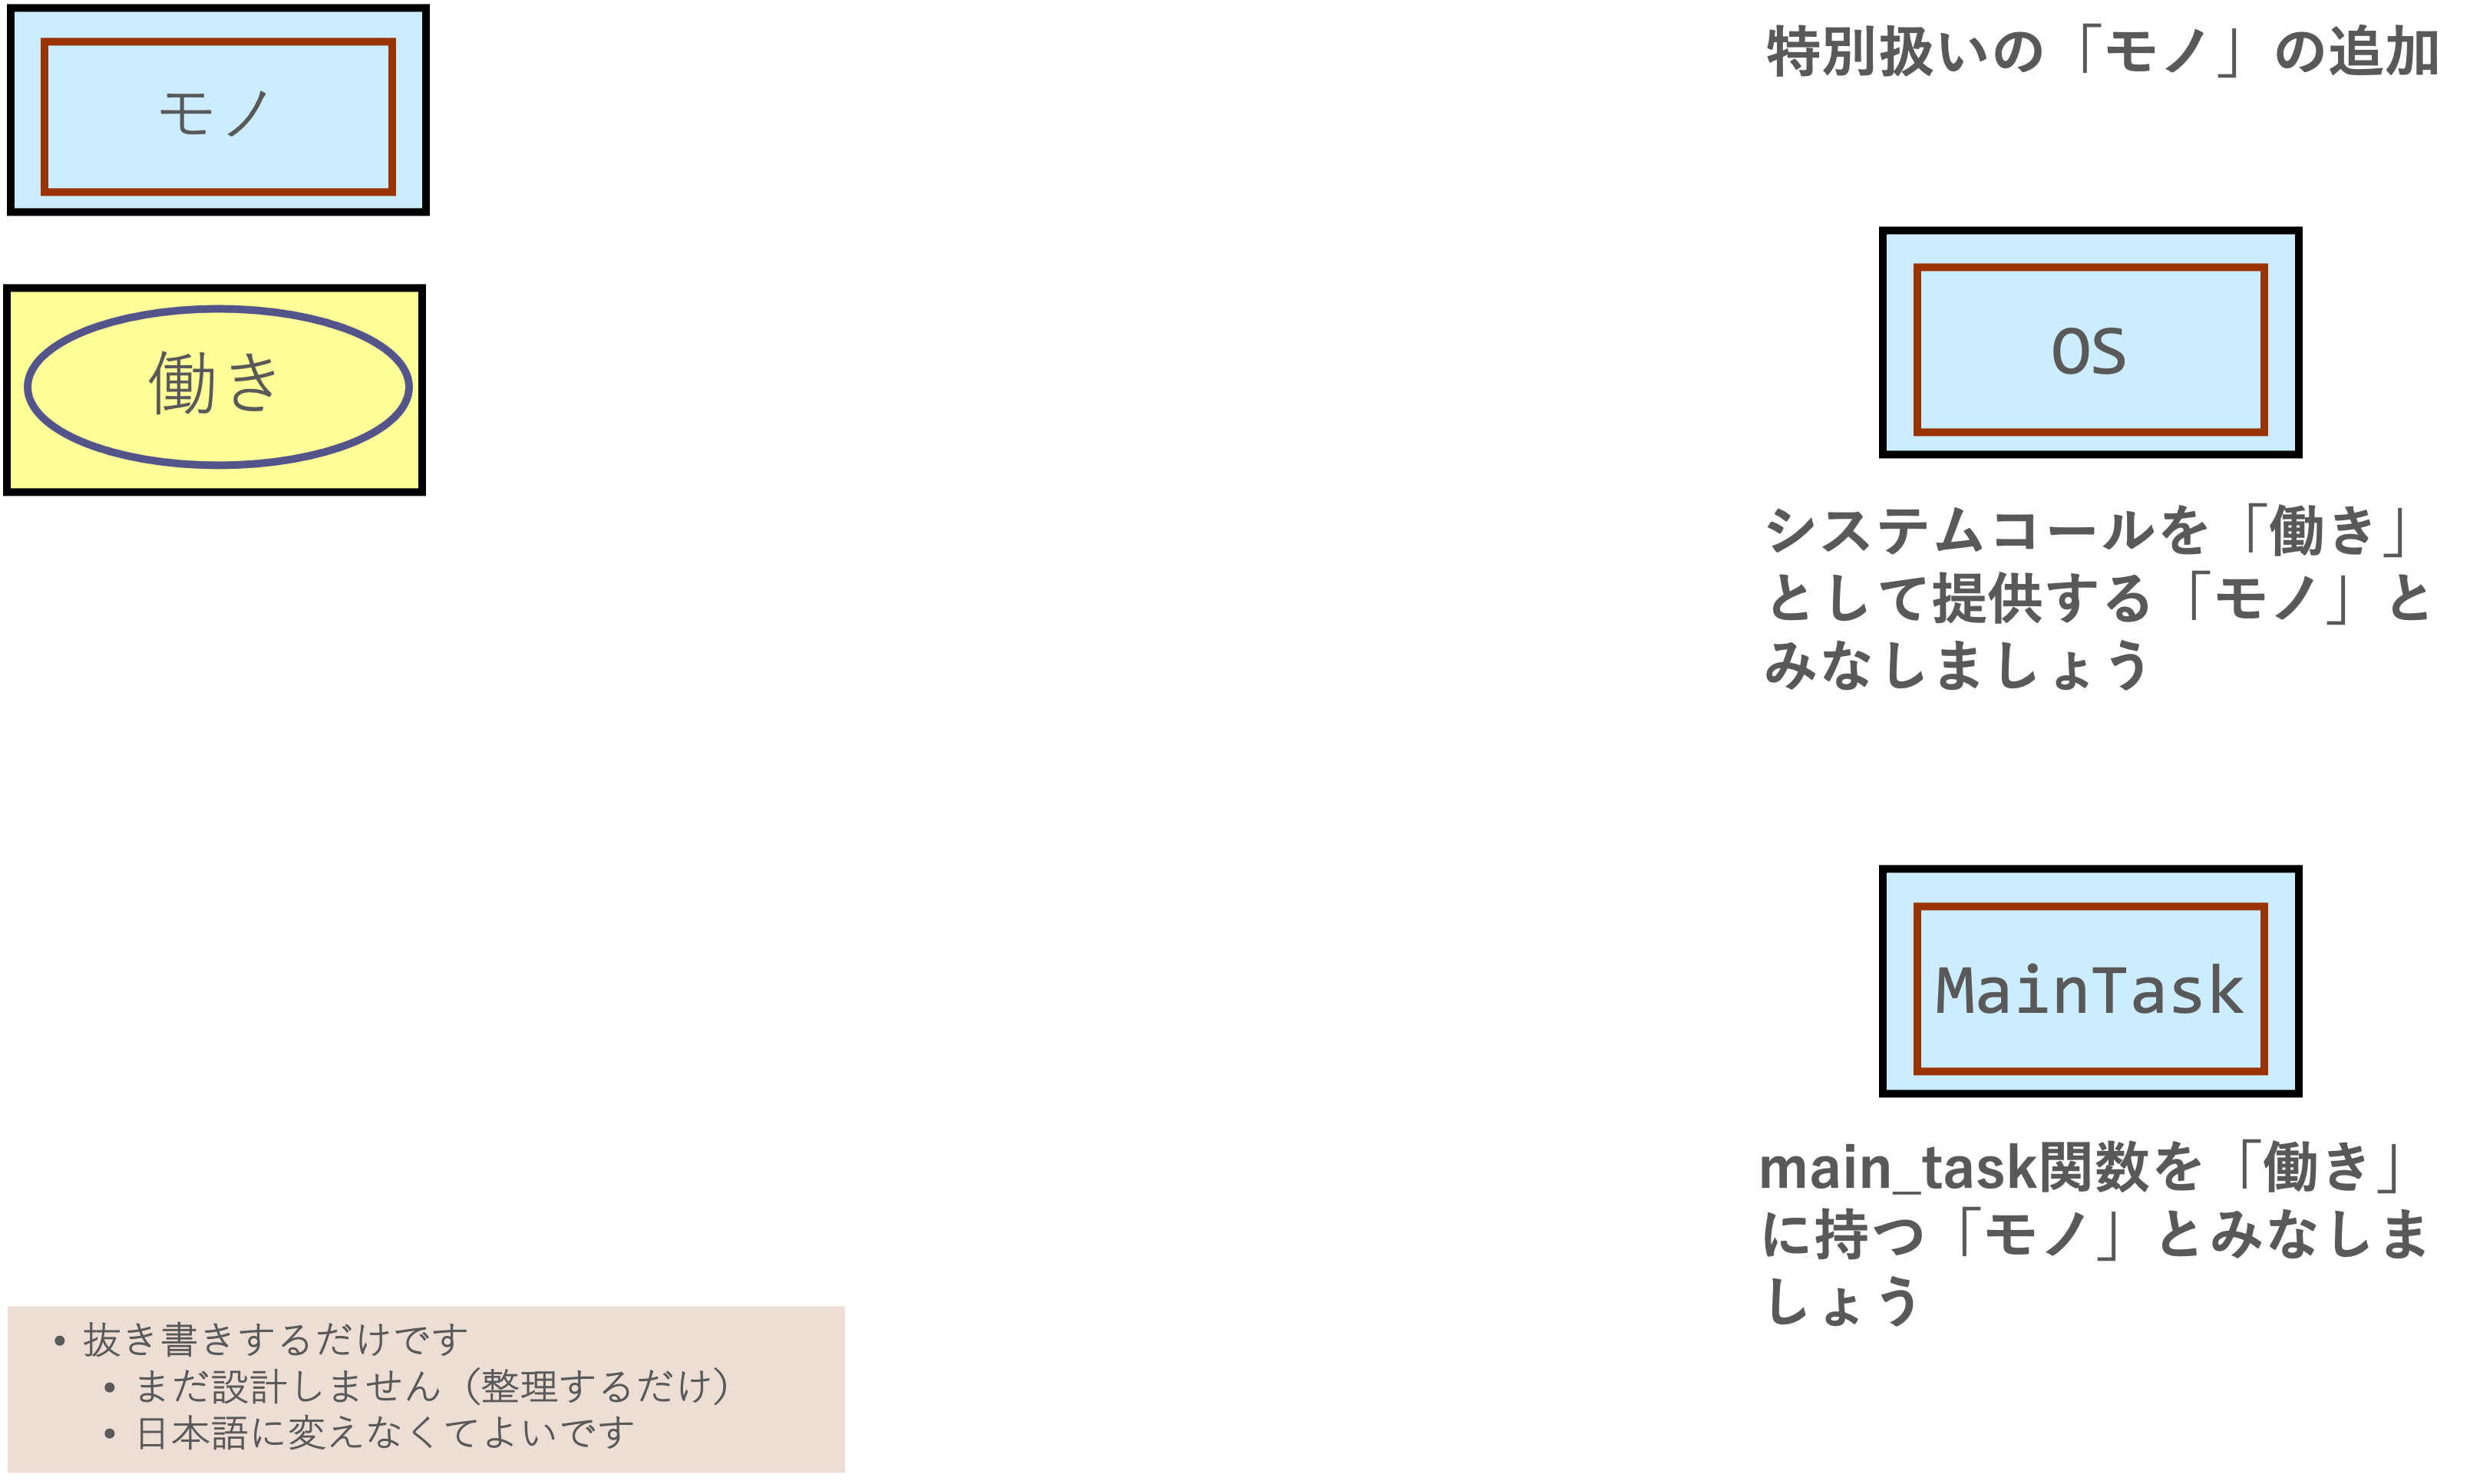 モノ
働き
特別扱いの「モノ」の追加
OS
システムコールを「働き」
として提供する「モノ」と
みなしましょう
MainTask
main_task関数を「働き」
に持つ「モノ」とみなしま
しょう
• 抜き書きするだけです
• まだ設計しません（整理するだけ）
• 日本語に変えなくてよいです